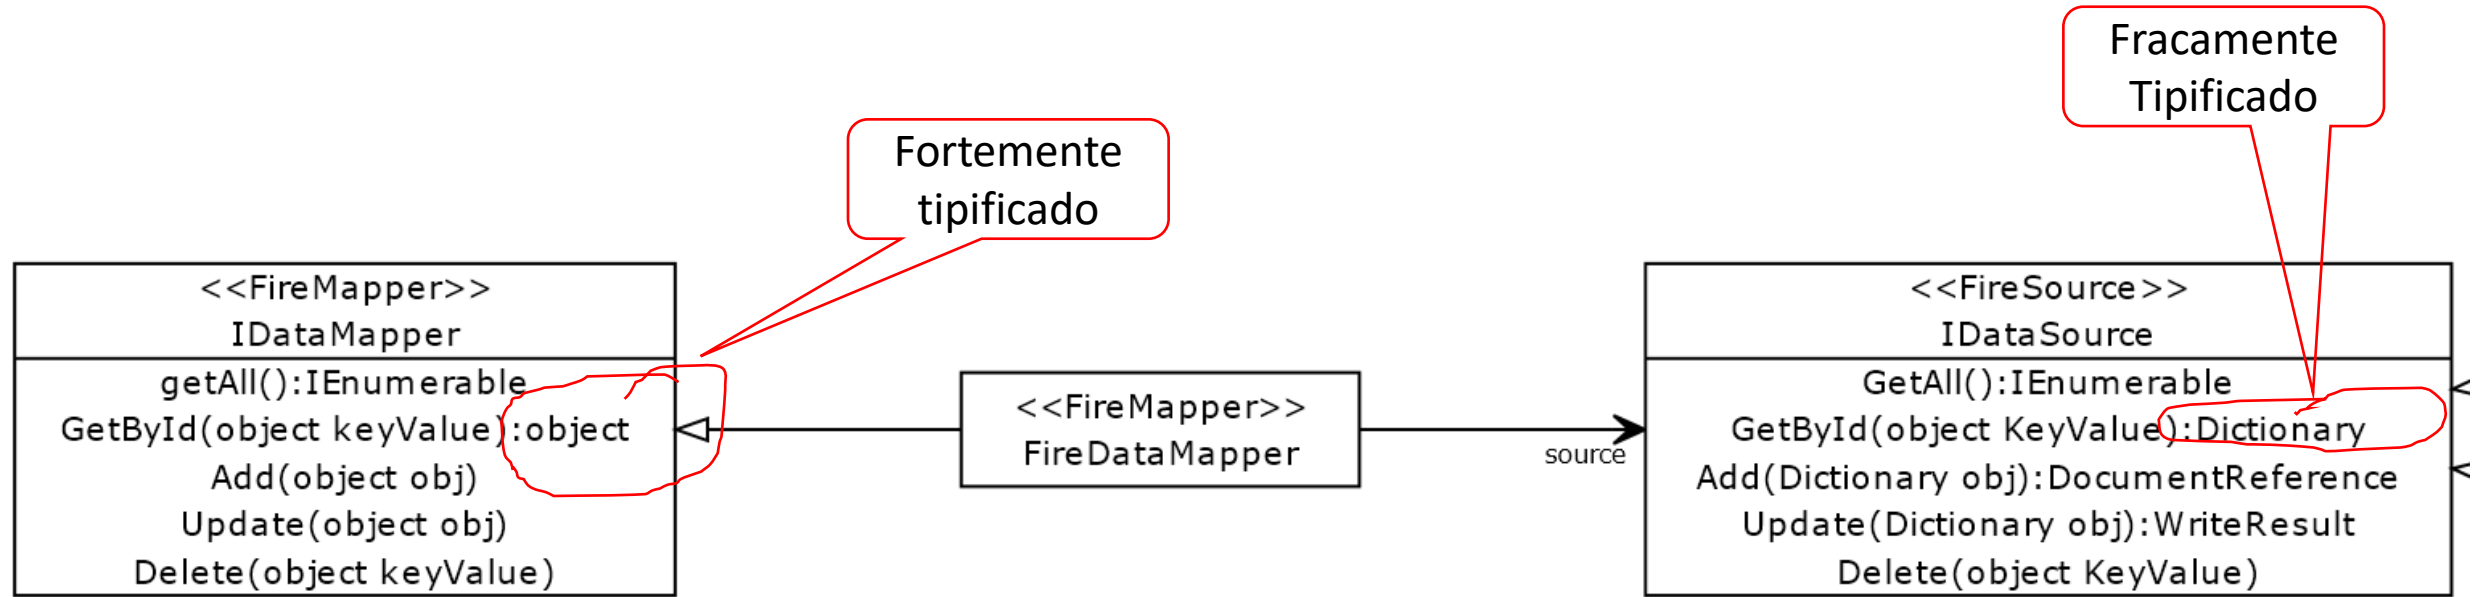 Fracamente
Tipificado
Fortemente
tipificado
<<FireMapper>>
IDataMapper
getAll():IEnumerable
GetById(object keyValue):object
Add(object obj)
Update(object obj)
Delete(object keyValue)
<<FireMapper>>
FireDataMapper
source
<<FireSource>>
IDataSource
GetAll():IEnumerable
GetById(object KeyValue):Dictionary
Add(Dictionary obj):DocumentReference
Update(Dictionary obj):WriteResult
Delete(object KeyValue)